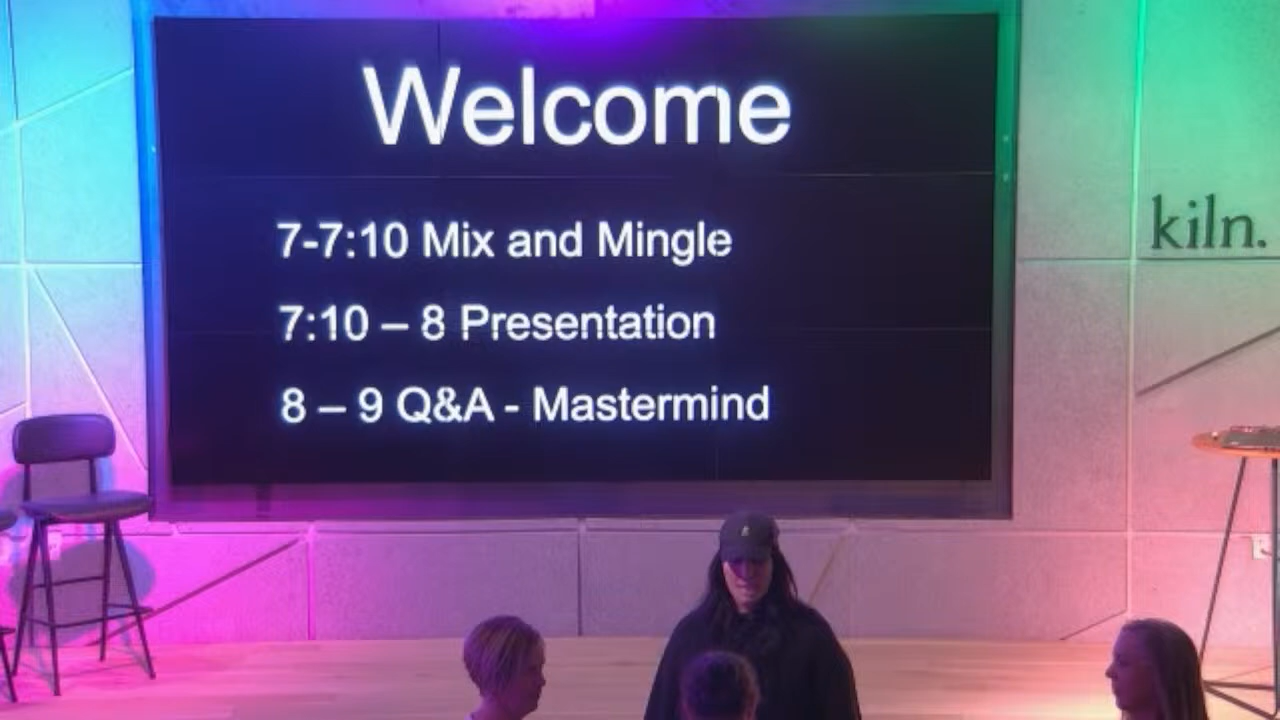 Welcome
7-7:10 Mix and Mingle
7:10 – 8 Presentation
8 – 9 Q&A - Mastermind
kiln.